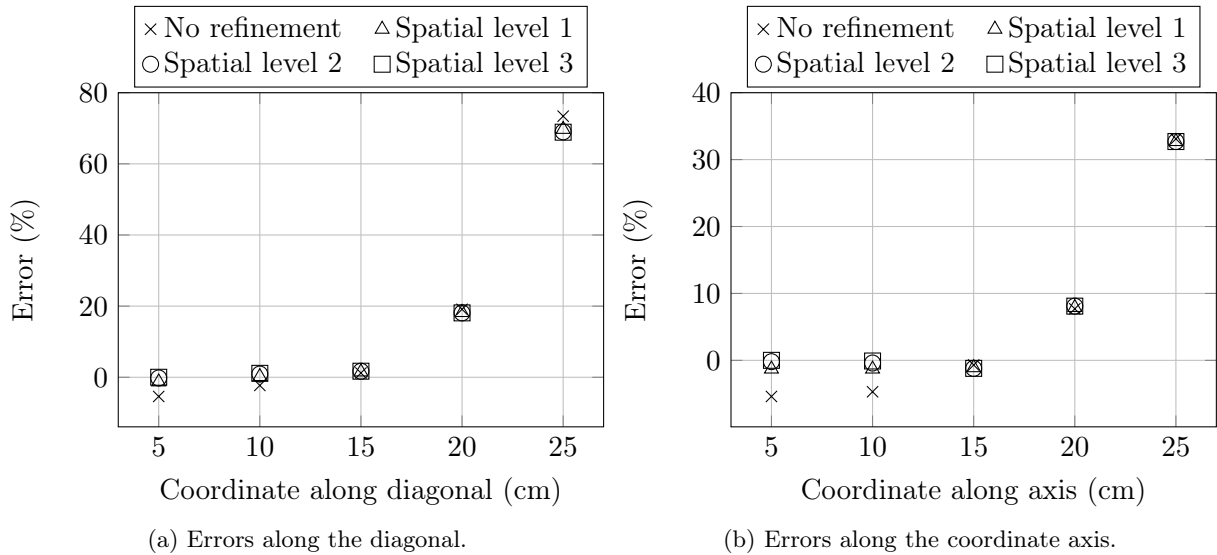 × No refinement △ Spatial level 1
○ Spatial level 2 □ Spatial level 3
80
60
40
20
0
5 10 15 20 25
Error (%)
Coordinate along diagonal (cm)
(a) Errors along the diagonal.
× No refinement △ Spatial level 1
○ Spatial level 2 □ Spatial level 3
40
30
20
10
0
5 10 15 20 25
Error (%)
Coordinate along axis (cm)
(b) Errors along the coordinate axis.